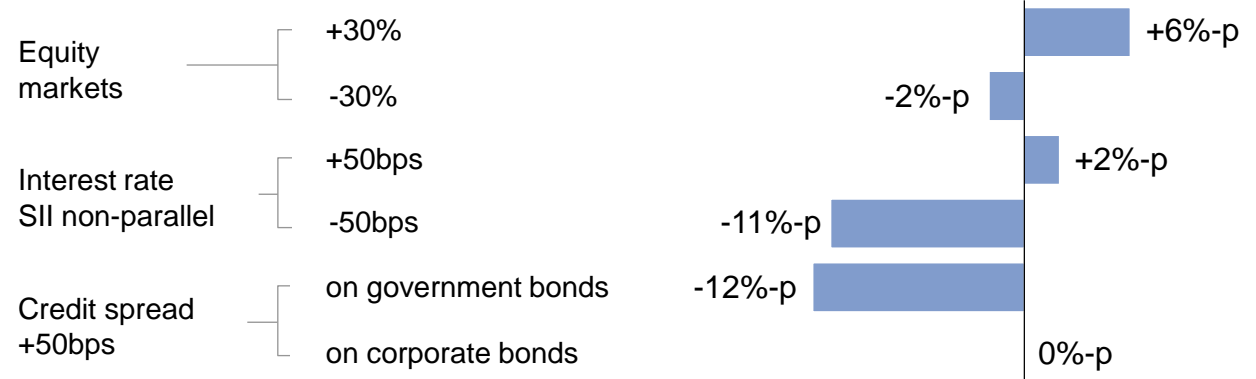 Equity
markets
+30%
+6%-p
-30%
-2%-p
Interest rate
SII non-parallel
+50bps
+2%-p
-50bps
-11%-p
Credit spread
+50bps
on government bonds
-12%-p
on corporate bonds
0%-p